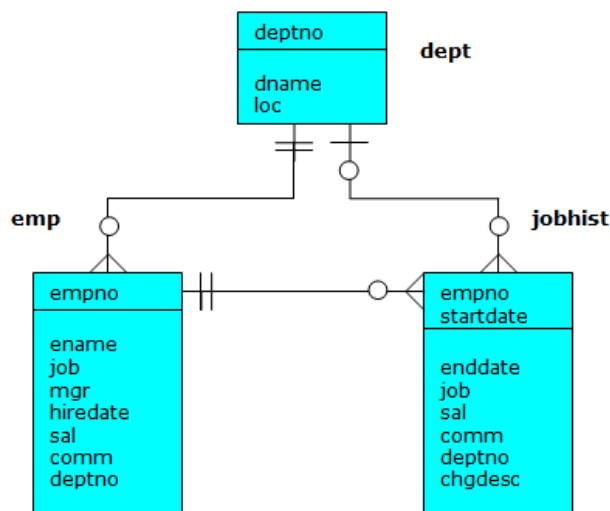 deptno
dept
dname
loc
emp
jobhist
empno
ename
job
mgr
hiredate
sal
comm
deptno
empno
startdate
enddate
job
sal
comm
deptno
chgdesc